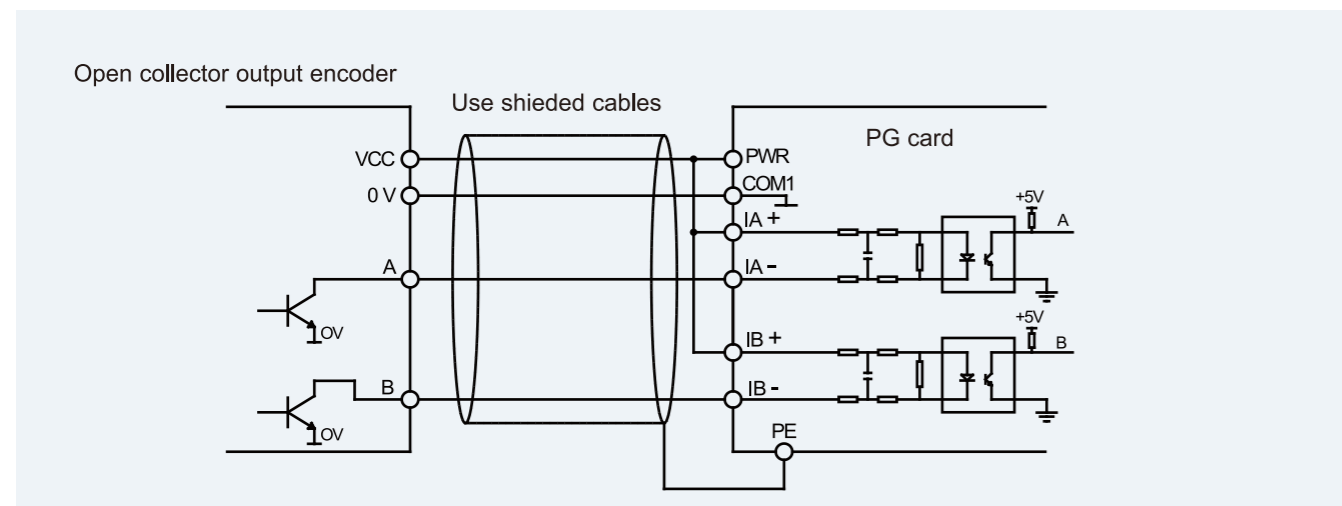 Open collector output encoder
Use shieded cables
PG card
VCC
PWR
0 V
COM1
+5V
IA +
A
A
IA -
OV
+5V
IB +
B
B
IB -
OV
PE